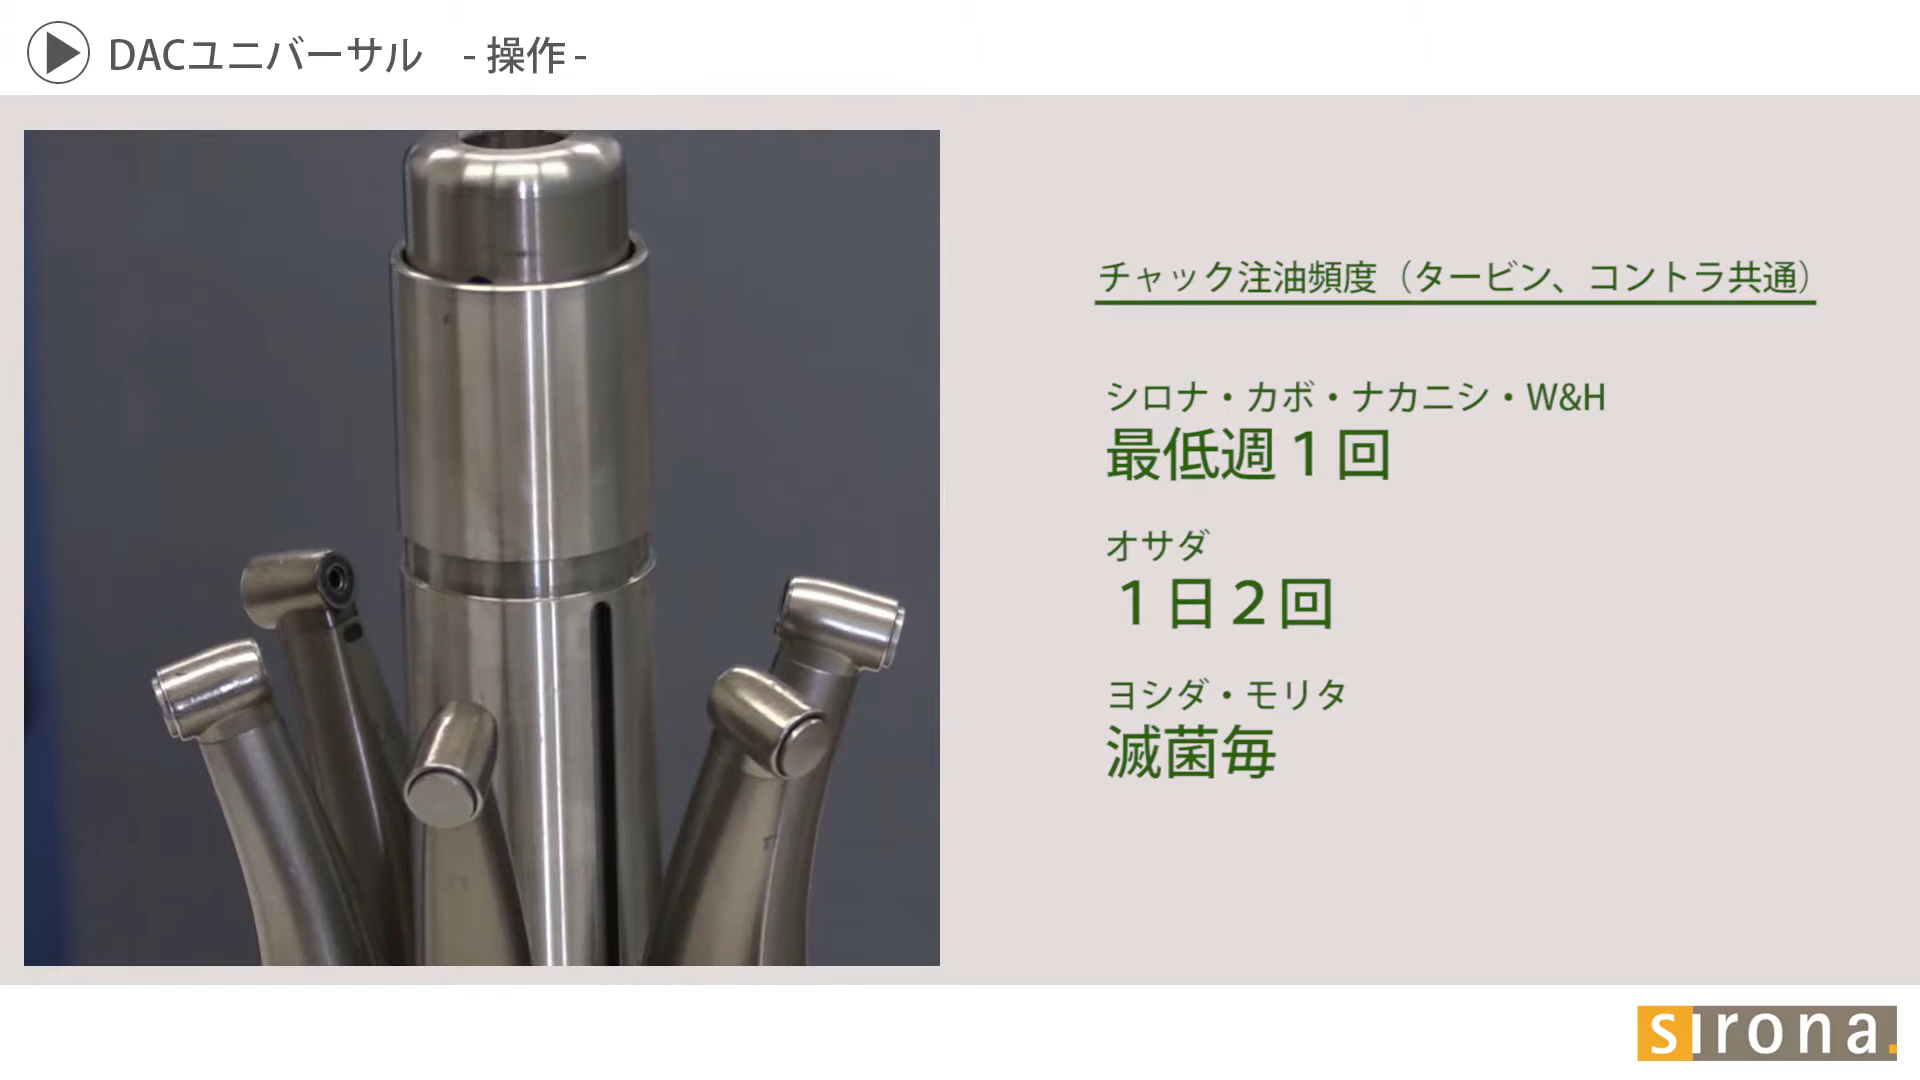 DACユニバーサル　- 操作 -
チャック注油頻度（タービン、コントラ共通）
シロナ・カボ・ナカニシ・W&H
最低週１回
オサダ
１日２回
ヨシダ・モリタ
滅菌毎
sirona.